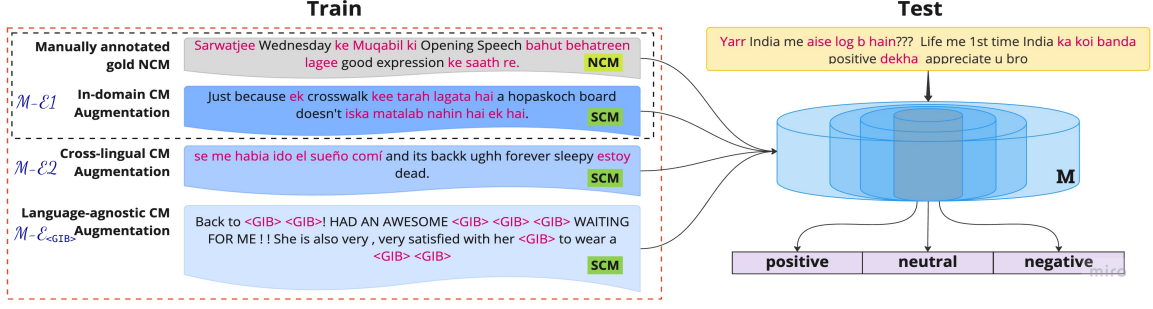 Train
Test
Manually annotated
gold NCM
Sarwatjee Wednesday ke Muqabil ki Opening Speech bahut behatreen
lagee good expression ke saath re.
NCM
M-E1
In-domain CM
Augmentation
Just because ek crosswalk kee tarah lagata hai a hopaskoch board
doesn't iska matalab nahin hai ek hai.
SCM
M-E2
Cross-lingual CM
Augmentation
se me habia ido el sueño comí and its backk ughh forever sleepy estoy
dead.
SCM
Language-agnostic CM
M-E<GIB> Augmentation
Back to <GIB> <GIB>! HAD AN AWESOME <GIB> <GIB> <GIB> WAITING
FOR ME ! ! She is also very , very satisfied with her <GIB> to wear a
<GIB> <GIB>
SCM
Yarr India me aise log b hain??? Life me 1st time India ka koi banda
positive dekha appreciate u bro
M
positive neutral negative
miro